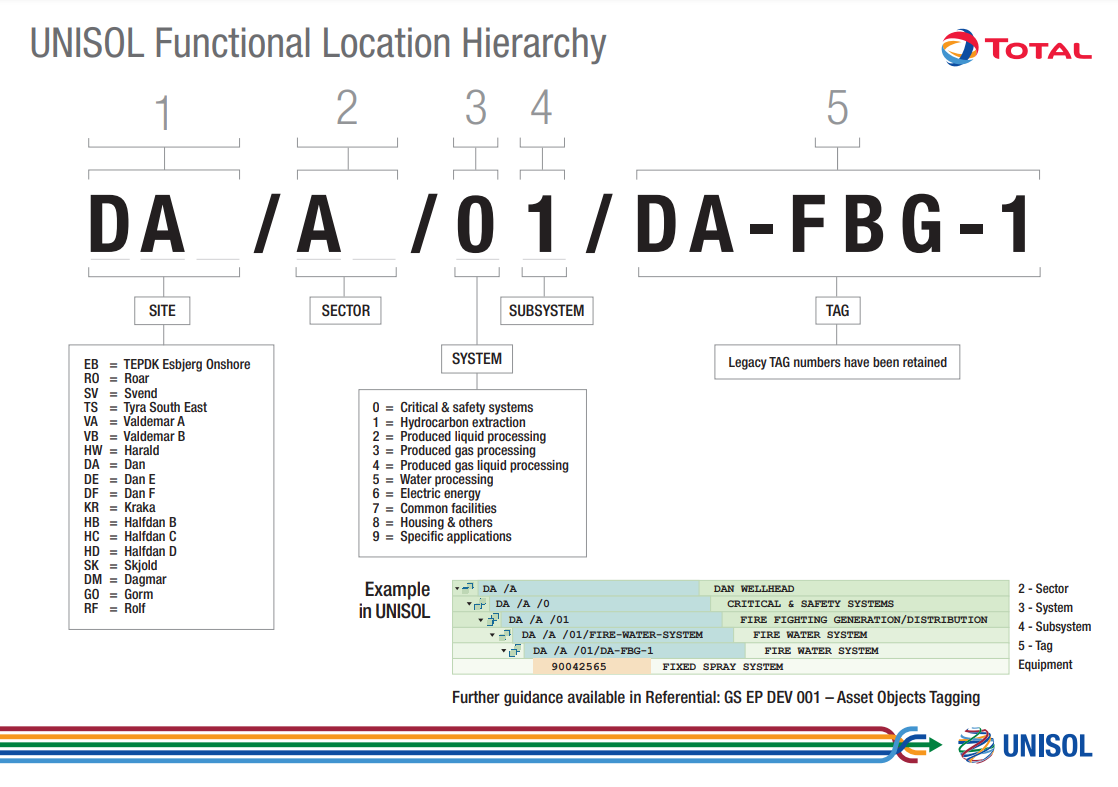 UNISOL Functional Location Hierarchy
TOTAL
1 2 3 4 5
DA /A /01/DA-FBG-1
SITE
SECTOR
SUBSYSTEM
TAG
SYSTEM
Legacy TAG numbers have been retained
EB = TEPDK Esbjerg Onshore
RO = Roar
SV = Svend
TS = Tyra South East
VA = Valdemar A
VB = Valdemar B
HW = Harald
DA = Dan
DE = Dan E
DF = Dan F
KR = Kraka
HB = Halfdan B
HC = Halfdan C
HD = Halfdan D
SK = Skjold
DM = Dagmar
GO = Gorm
RF = Rolf
0 = Critical & safety systems
1 = Hydrocarbon extraction
2 = Produced liquid processing
3 = Produced gas processing
4 = Produced gas liquid processing
5 = Water processing
6 = Electric energy
7 = Common facilities
8 = Housing & others
9 = Specific applications
Example
in UNISOL
DA /A DAN WELLHEAD 2 - Sector
DA /A /0 CRITICAL & SAFETY SYSTEMS 3 - System
DA /A /01 FIRE FIGHTING GENERATION/DISTRIBUTION 4 - Subsystem
DA /A /01/FIRE-WATER-SYSTEM FIRE WATER SYSTEM
DA /A /01/DA-FBG-1 FIRE WATER SYSTEM 5 - Tag
90042565 FIXED SPRAY SYSTEM Equipment
Further guidance available in Referential: GS EP DEV 001 – Asset Objects Tagging
UNISOL